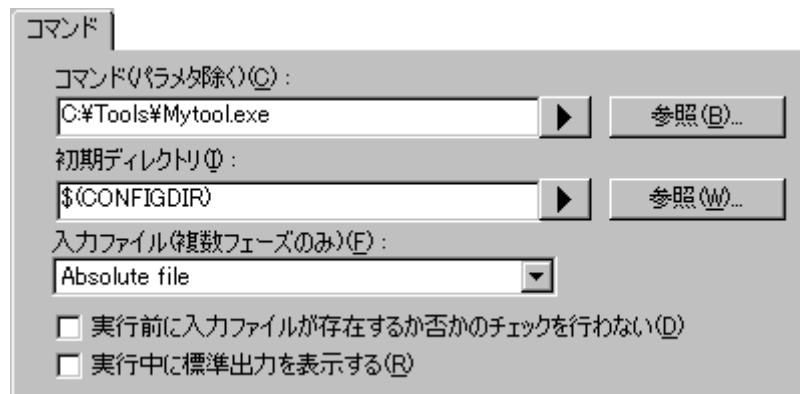 コマンド
コマンド(パラメタ除く)(C) :
C:¥Tools¥Mytool.exe
参照(B)...
初期ディレクトリ(I) :
$(CONFIGDIR)
参照(W)...
入力ファイル(複数フェーズのみ)(F) :
Absolute file
実行前に入力ファイルが存在するか否かのチェックを行わない(D)
実行中に標準出力を表示する(R)